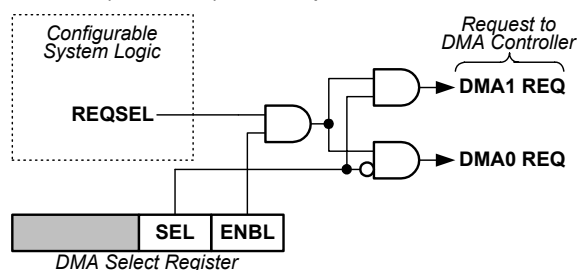 Configurable
System Logic
Request to
DMA Controller
REQSEL
DMA1 REQ
DMA0 REQ
SEL
ENBL
DMA Select Register